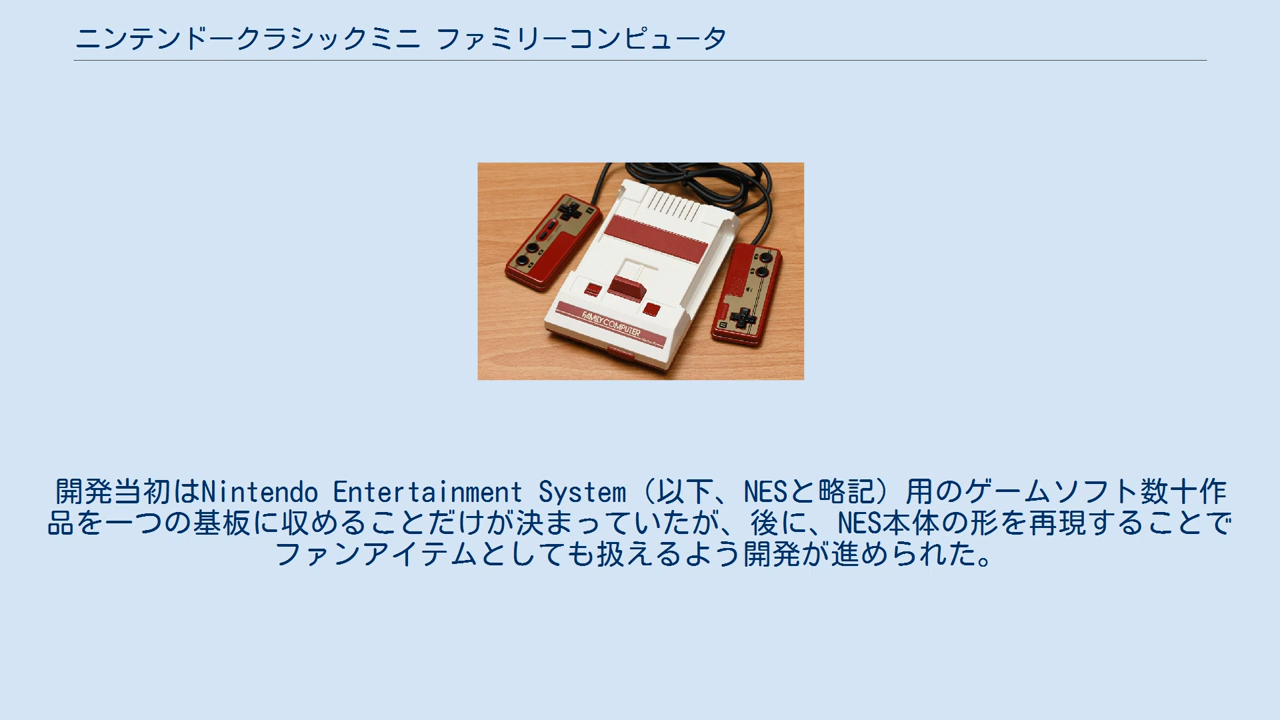 ニンテンドークラシックミニ ファミリーコンピュータ
FAMILY COMPUTER
開発当初はNintendo Entertainment System（以下、NESと略記）用のゲームソフト数十作
品を一つの基板に収めることだけが決まっていたが、後に、NES本体の形を再現することで
ファンアイテムとしても扱えるよう開発が進められた。